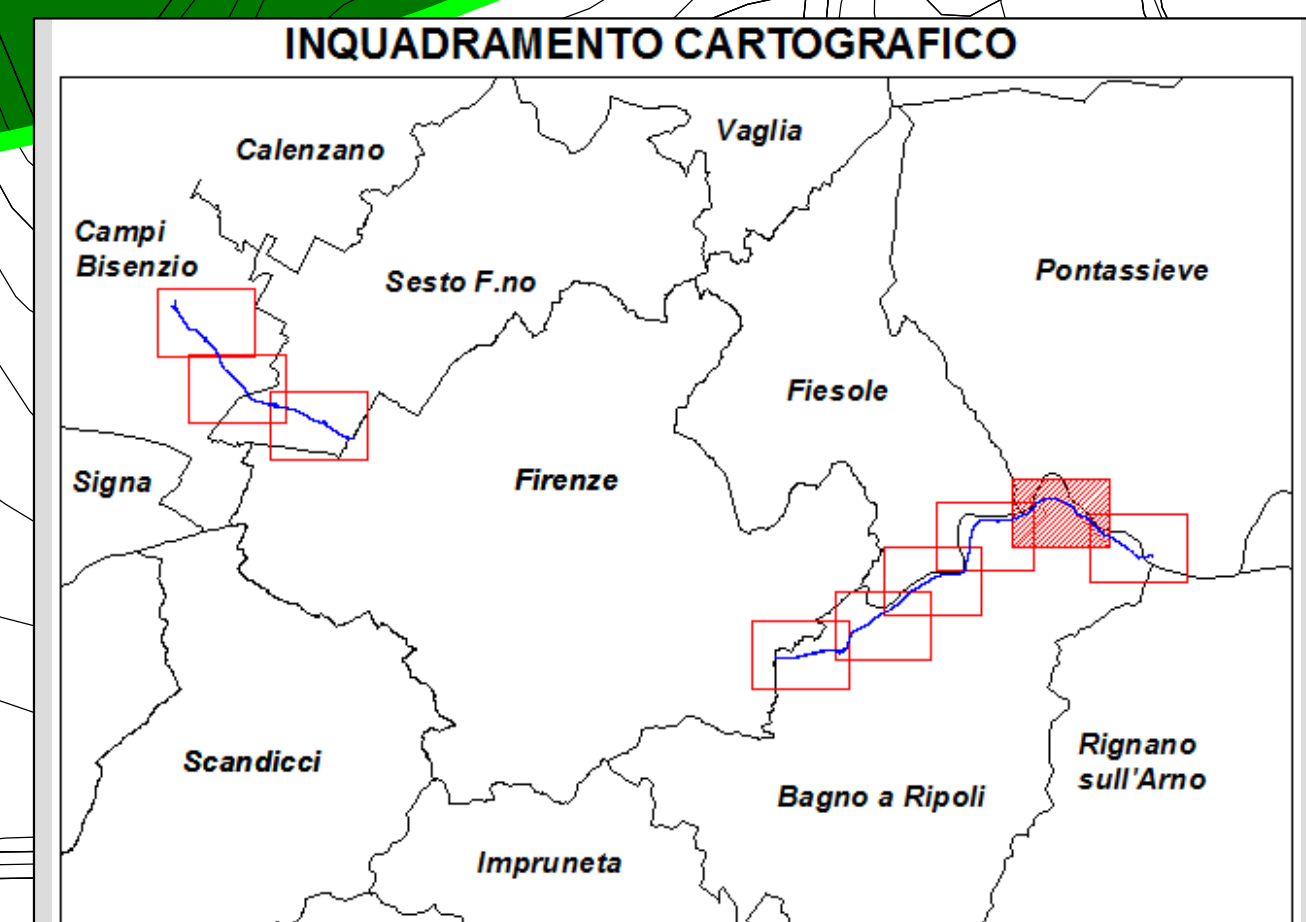 INQUADRAMENTO CARTOGRAFICO
Vaglia
Calenzano
Campi
Bisenzio
Sesto F.no
Pontassieve
Fiesole
Signa
Firenze
Scandicci
Rignano
sull'Arno
Bagno a Ripoli
Impruneta